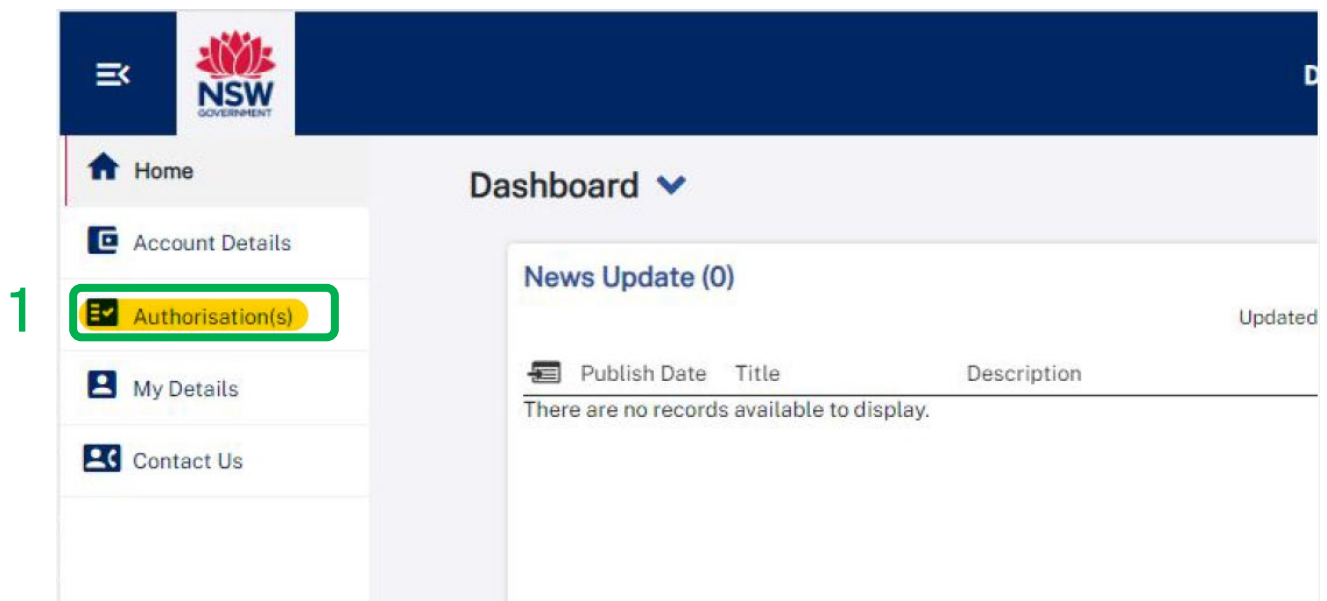 NSW
GOVERNMENT
D
Home
Dashboard
Account Details
News Update (0)
1
Authorisation(s)
Updated
Publish Date Title Description
My Details
There are no records available to display.
Contact Us